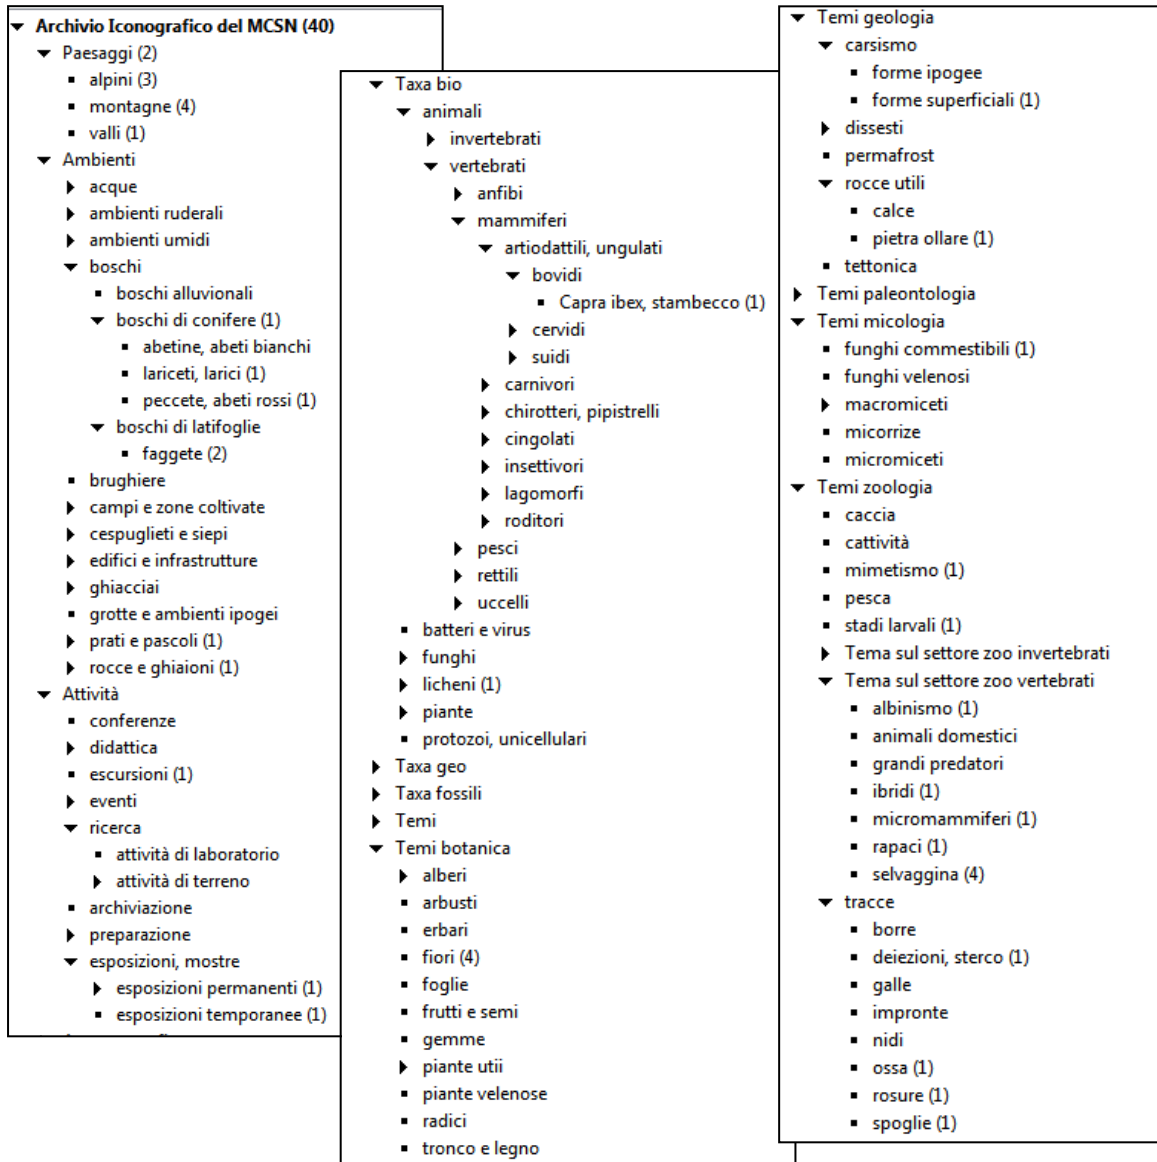 Archivio Iconografico del MCSN (40)
Paesaggi (2)
alpini (3)
montagne (4)
valli (1)
Ambienti
acque
ambienti ruderali
ambienti umidi
boschi
boschi alluvionali
boschi di conifere (1)
abetine, abeti bianchi
lariceti, larici (1)
peccete, abeti rossi (1)
boschi di latifoglie
faggete (2)
brughiere
campi e zone coltivate
cespuglieti e siepi
edifici e infrastrutture
ghiacciai
grotte e ambienti ipogei
prati e pascoli (1)
rocce e ghiaioni (1)
Attività
conferenze
didattica
escursioni (1)
eventi
ricerca
attività di laboratorio
attività di terreno
archiviazione
preparazione
esposizioni, mostre
esposizioni permanenti (1)
esposizioni temporanee (1)
Taxa bio
animali
invertebrati
vertebrati
anfibi
mammiferi
artiodattili, ungulati
bovidi
Capra ibex, stambecco (1)
cervidi
suidi
carnivori
chirotteri, pipistrelli
cingolati
insettivori
lagomorfi
roditori
pesci
rettili
uccelli
batteri e virus
funghi
licheni (1)
piante
protozoi, unicellulari
Taxa geo
Taxa fossili
Temi
Temi botanica
alberi
arbusti
erbari
fiori (4)
foglie
frutti e semi
gemme
piante utii
piante velenose
radici
tronco e legno
Temi geologia
carsismo
forme ipogee
forme superficiali (1)
dissesti
permafrost
rocce utili
calce
pietra ollare (1)
tettonica
Temi paleontologia
Temi micologia
funghi commestibili (1)
funghi velenosi
macromiceti
micorrize
micromiceti
Temi zoologia
caccia
cattività
mimetismo (1)
pesca
stadi larvali (1)
Tema sul settore zoo invertebrati
Tema sul settore zoo vertebrati
albinismo (1)
animali domestici
grandi predatori
ibridi (1)
micromammiferi (1)
rapaci (1)
selvaggina (4)
tracce
borre
deiezioni, sterco (1)
galle
impronte
nidi
ossa (1)
rosure (1)
spoglie (1)